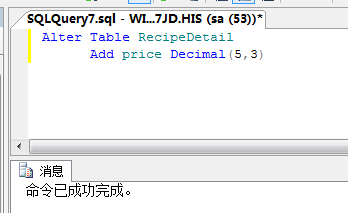 SQLQuery7.sql - WI...7JD.HIS (sa (53))*
Alter Table RecipeDetail
Add price Decimal(5,3)
消息
命令已成功完成。